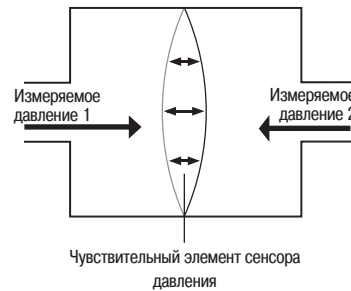 Измеряемое
давление 1
Измеряемое
давление 2
Чувствительный элемент сенсора
давления